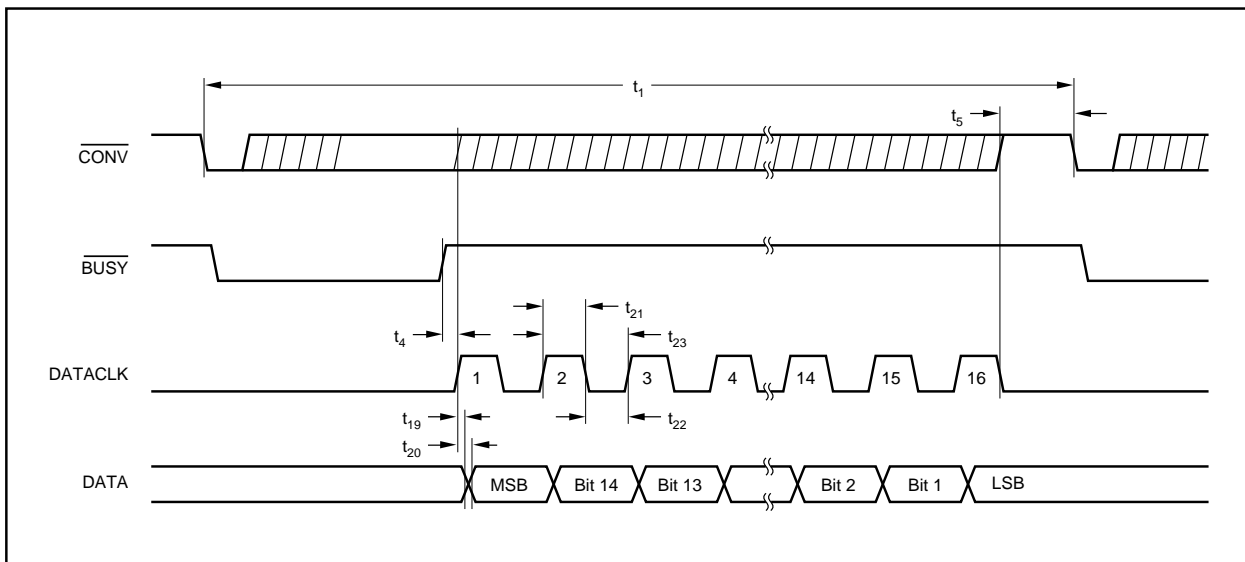 t1
t5
CONV
BUSY
t21
t4
t23
DATACLK
1 2 3 4 14 15 16
t19
t22
t20
DATA
MSB Bit 14 Bit 13 Bit 2 Bit 1 LSB